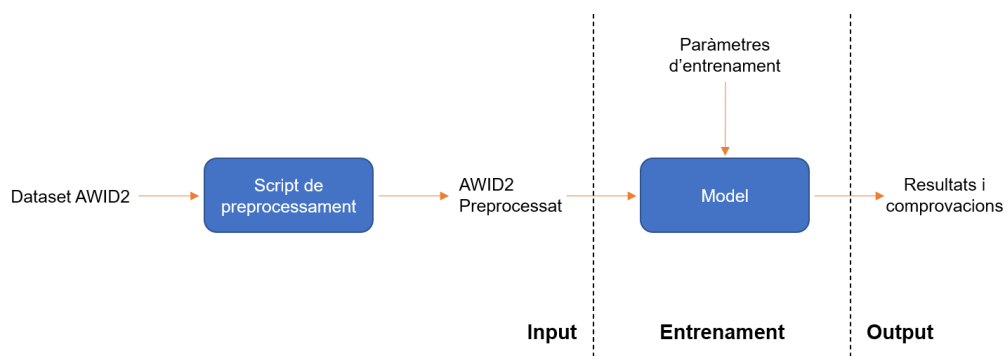 Paràmetres
d'entrenament
Dataset AWID2
Script de
preprocessament
AWID2
Preprocessat
Model
Resultats i
comprovacions
Input
Entrenament
Output